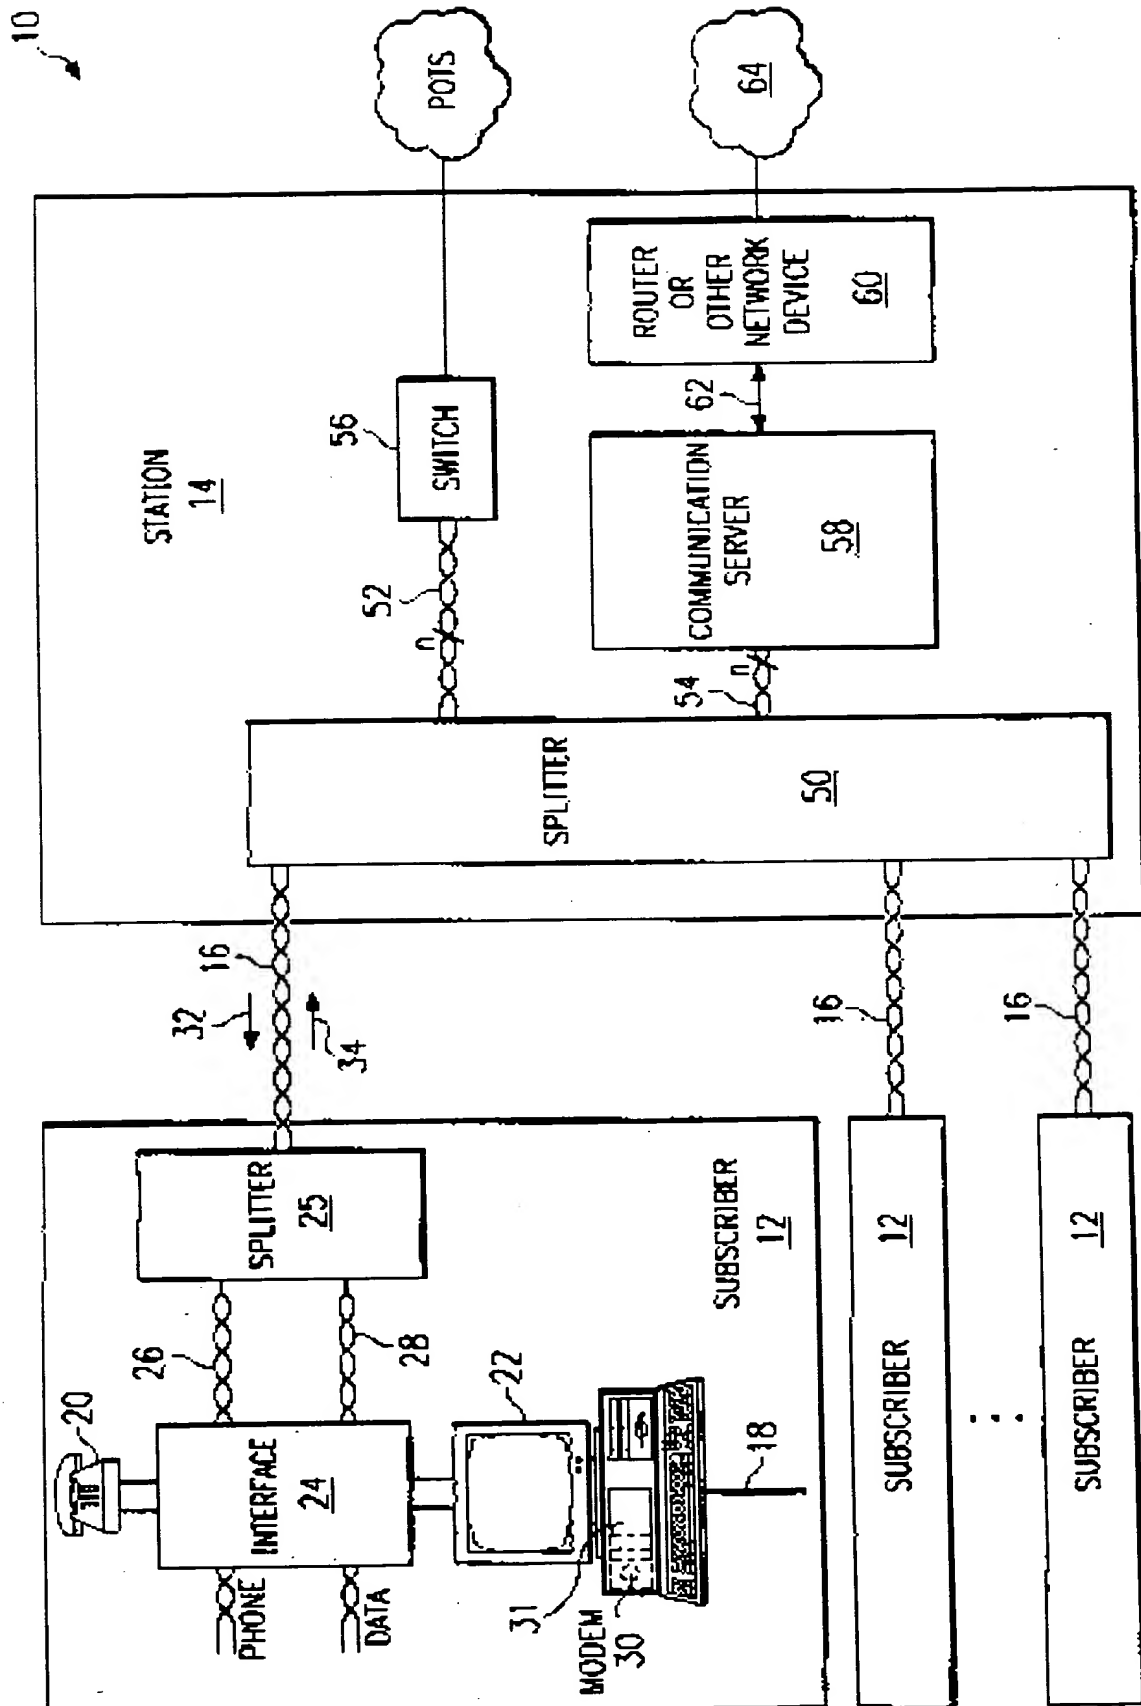 10
POTS
64
STATION
14
56
SWITCH
52
n
ROUTER
OR
OTHER
NETWORK
DEVICE
60
62
COMMUNICATION
SERVER
58
n
54
SPLITTER
50
32
16
34
16
16
SPLITTER
25
26
28
20
INTERFACE
24
PHONE
DATA
22
31
MODEM
30
18
SUBSCRIBER
12
SUBSCRIBER
12
SUBSCRIBER
12